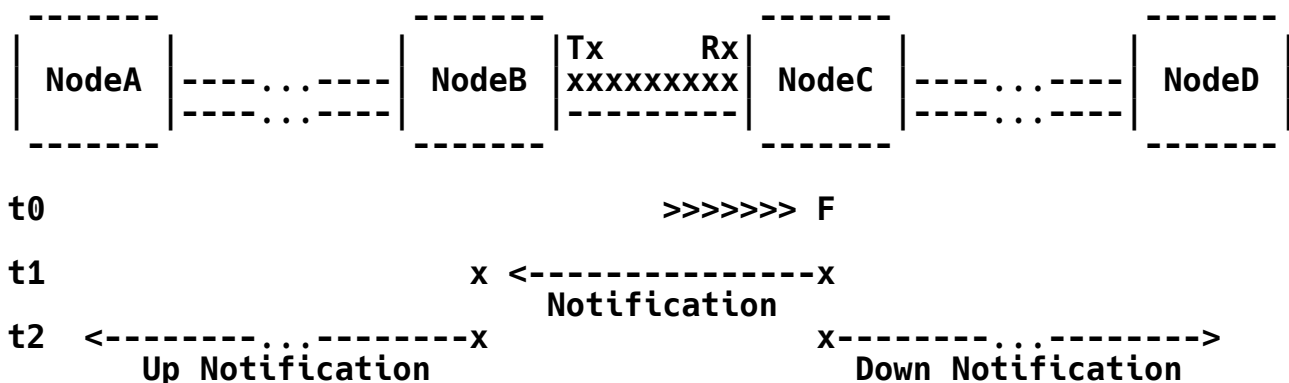 -------                 -------               -------                 -------
|       |               |       |Tx     Rx|       |               |       |
| NodeA |----...----| NodeB |xxxxxxxxx| NodeC |----...----| NodeD |
|       |----...----|       |---------|       |----...----|       |
 -------                 -------               -------                 -------
t0                                  >>>>>>> F
t1                        x <---------------x
Notification
t2    <--------...--------x                 x--------...-------->
Up Notification                      Down Notification